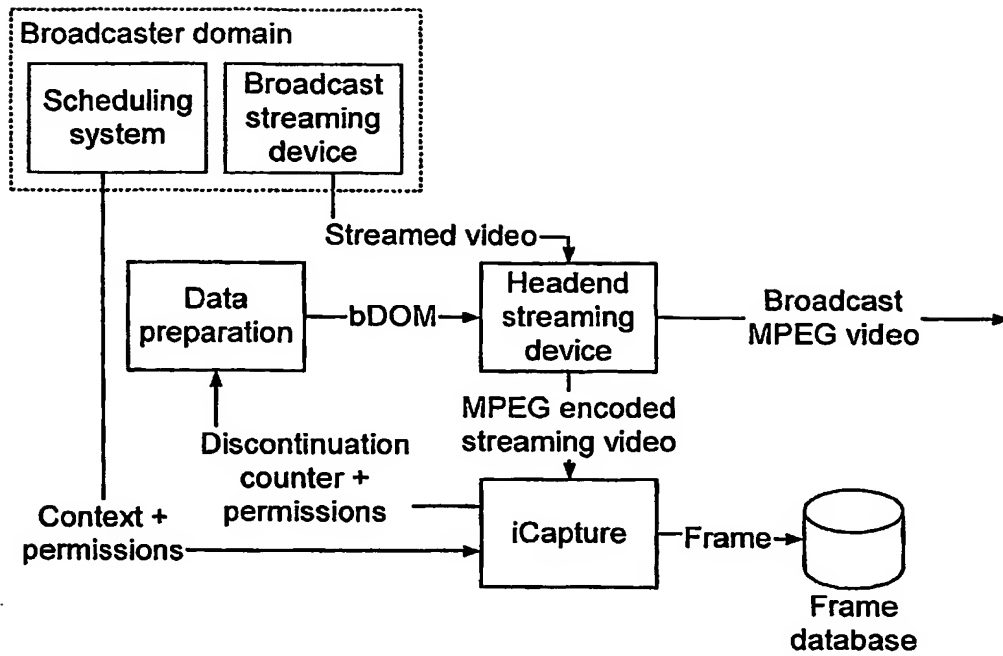 Broadcaster domain
Scheduling
system
Broadcast
streaming
device
Streamed video
Data
preparation
bDOM
Headend
streaming
device
Broadcast
MPEG video
MPEG encoded
streaming video
Discontinuation
counter +
permissions
Context +
permissions
iCapture
Frame
Frame
database